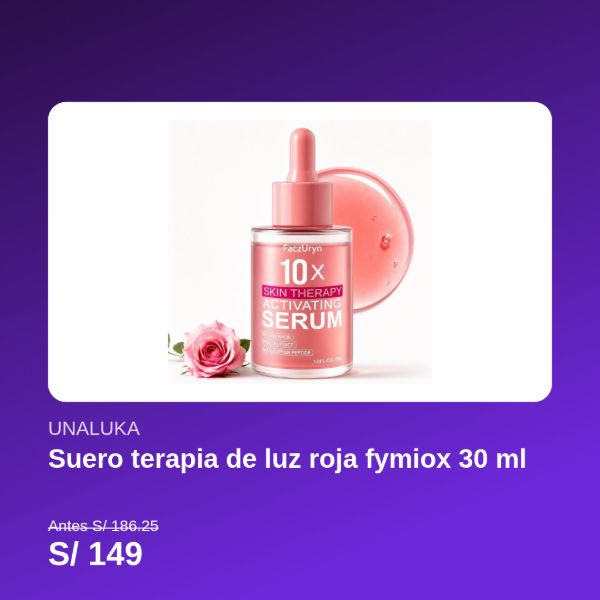 FaczUryn
10X
SKIN THERAPY
ACTIVATING
SERUM
UNALUKA
Suero terapia de luz roja fymiox 30 ml
Antes S/ 186.25
S/ 149